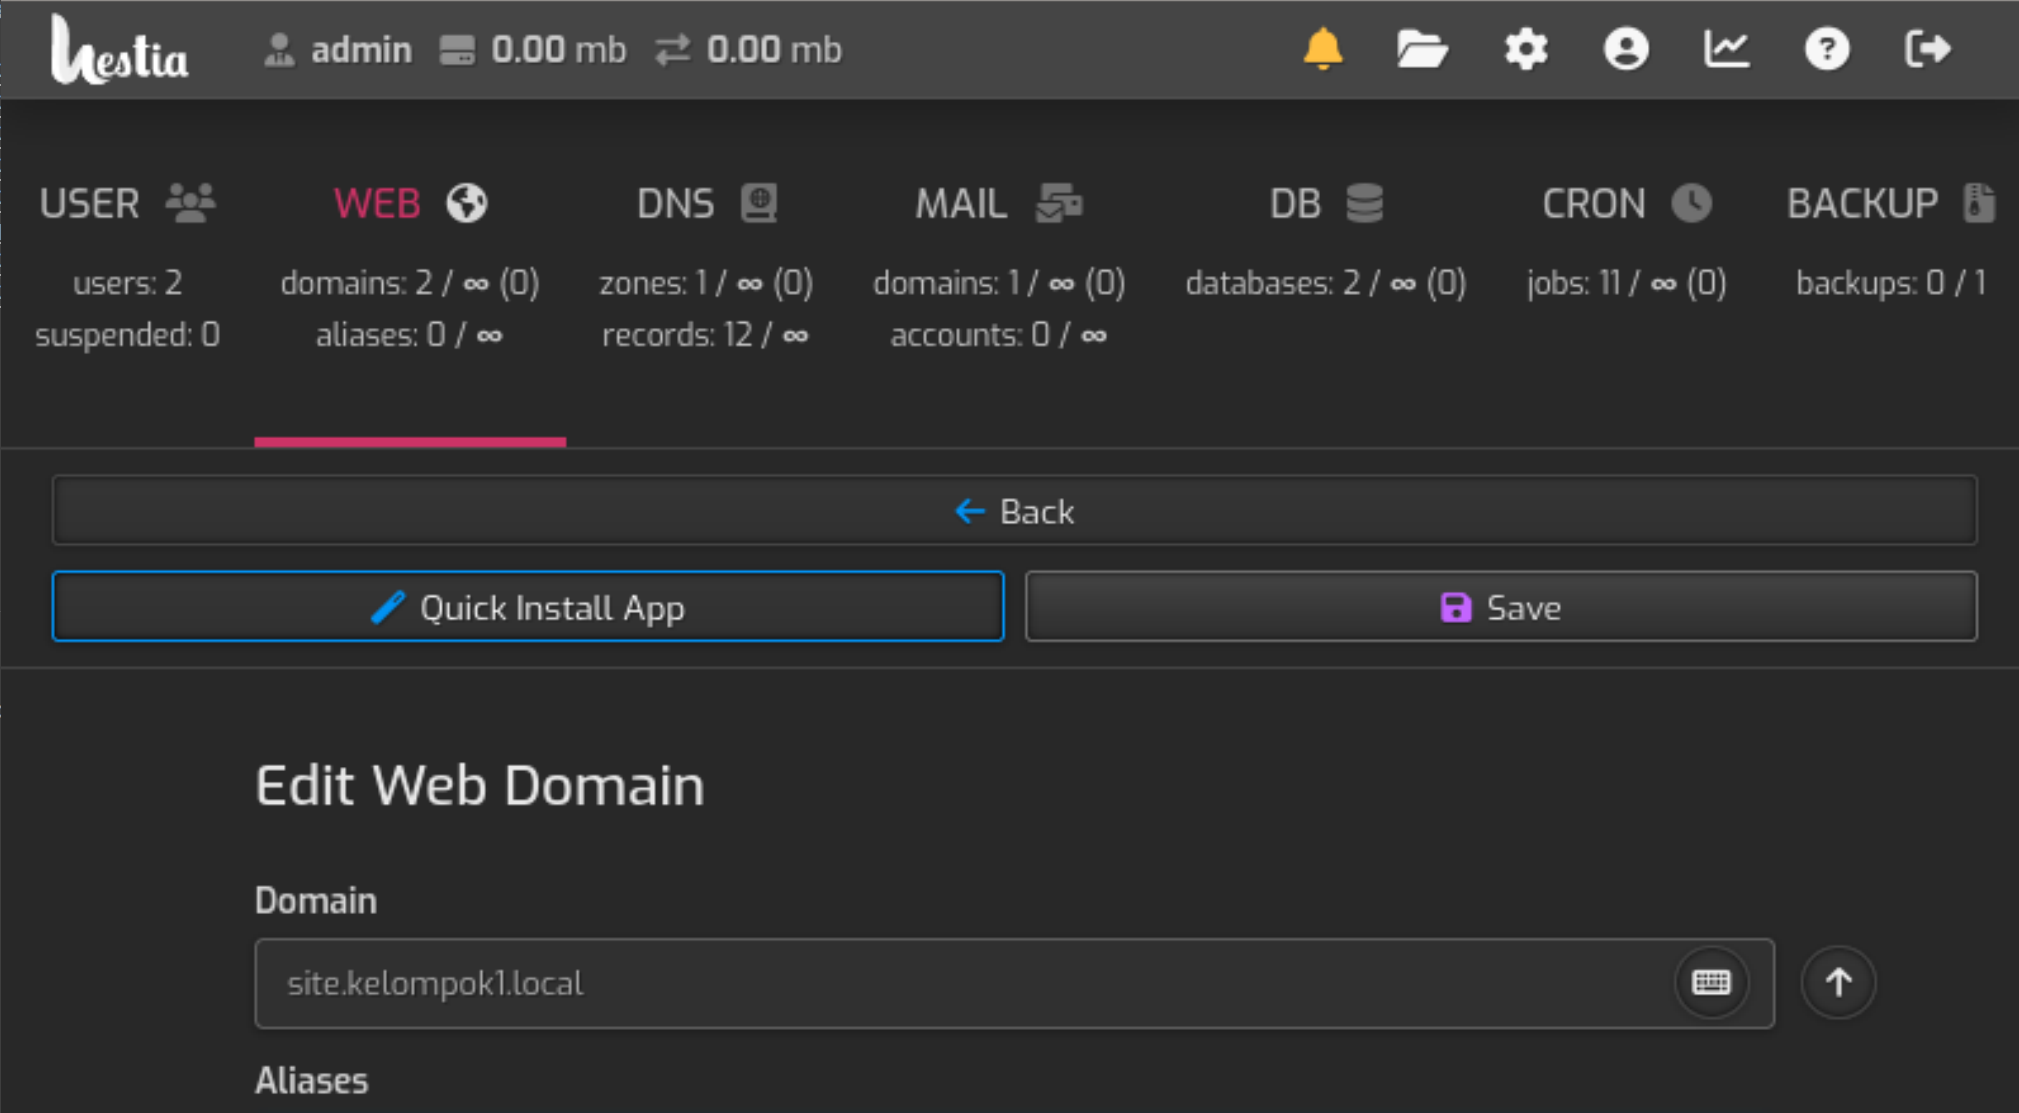 hestia admin 0.00 mb 0.00 mb
USER WEB DNS MAIL DB CRON BACKUP
users: 2 domains: 2 / ∞ (0) zones: 1 / ∞ (0) domains: 1 / ∞ (0) databases: 2 / ∞ (0) jobs: 11 / ∞ (0) backups: 0 / 1
suspended: 0 aliases: 0 / ∞ records: 12 / ∞ accounts: 0 / ∞
Back
Quick Install App Save
Edit Web Domain
Domain
site.kelompok1.local
Aliases